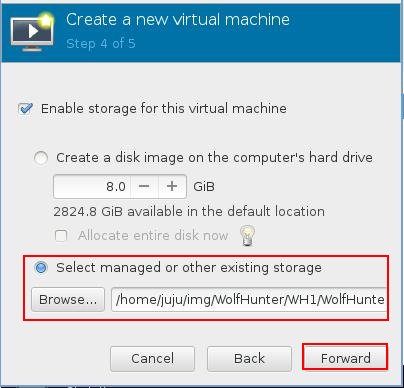 Create a new virtual machine
Step 4 of 5
Enable storage for this virtual machine
Create a disk image on the computer's hard drive
8.0 − + GiB
2824.8 GiB available in the default location
Allocate entire disk now
Select managed or other existing storage
Browse... /home/juju/img/WolfHunter/WH1/WolfHunte
Cancel Back Forward